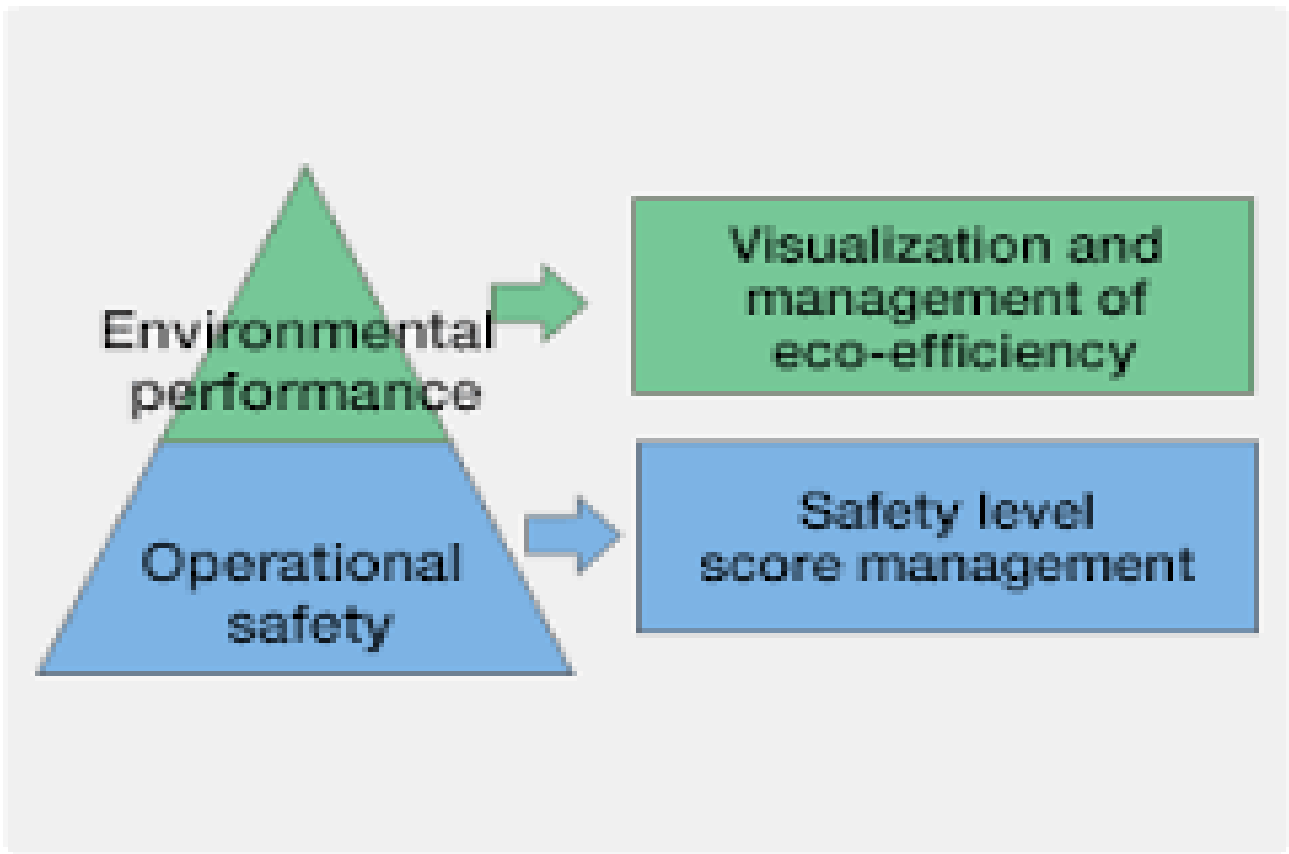 Environmental
performance
Visualization and
management of
eco-efficiency
Operational
safety
Safety level
score management